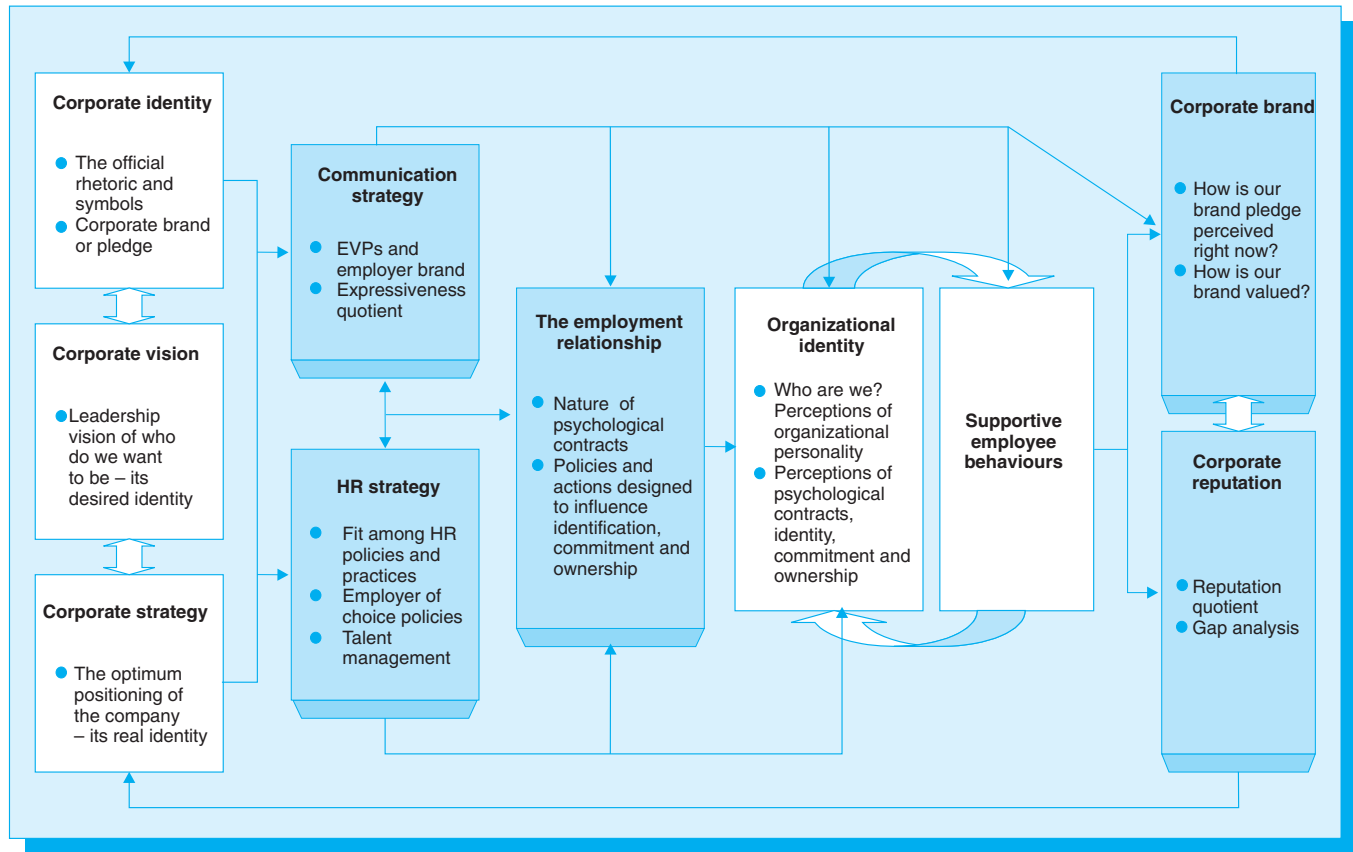 Corporate identity
● The official
rhetoric and
symbols
● Corporate brand
or pledge
Corporate vision
●Leadership
vision of who
do we want
to be – its
desired identity
Corporate strategy
● The optimum
positioning of
the company
– its real identity
Communication
strategy
● EVPs and
employer brand
● Expressiveness
quotient
HR strategy
● Fit among HR
policies and
practices
● Employer of
choice policies
● Talent
management
The employment
relationship
● Nature of
psychological
contracts
● Policies and
actions designed
to influence
identification,
commitment and
ownership
Organizational
identity
● Who are we?
Perceptions of
organizational
personality
● Perceptions of
psychological
contracts,
identity,
commitment and
ownership
Supportive
employee
behaviours
Corporate brand
● How is our
brand pledge
perceived
right now?
● How is our
brand valued?
Corporate
reputation
● Reputation
quotient
● Gap analysis